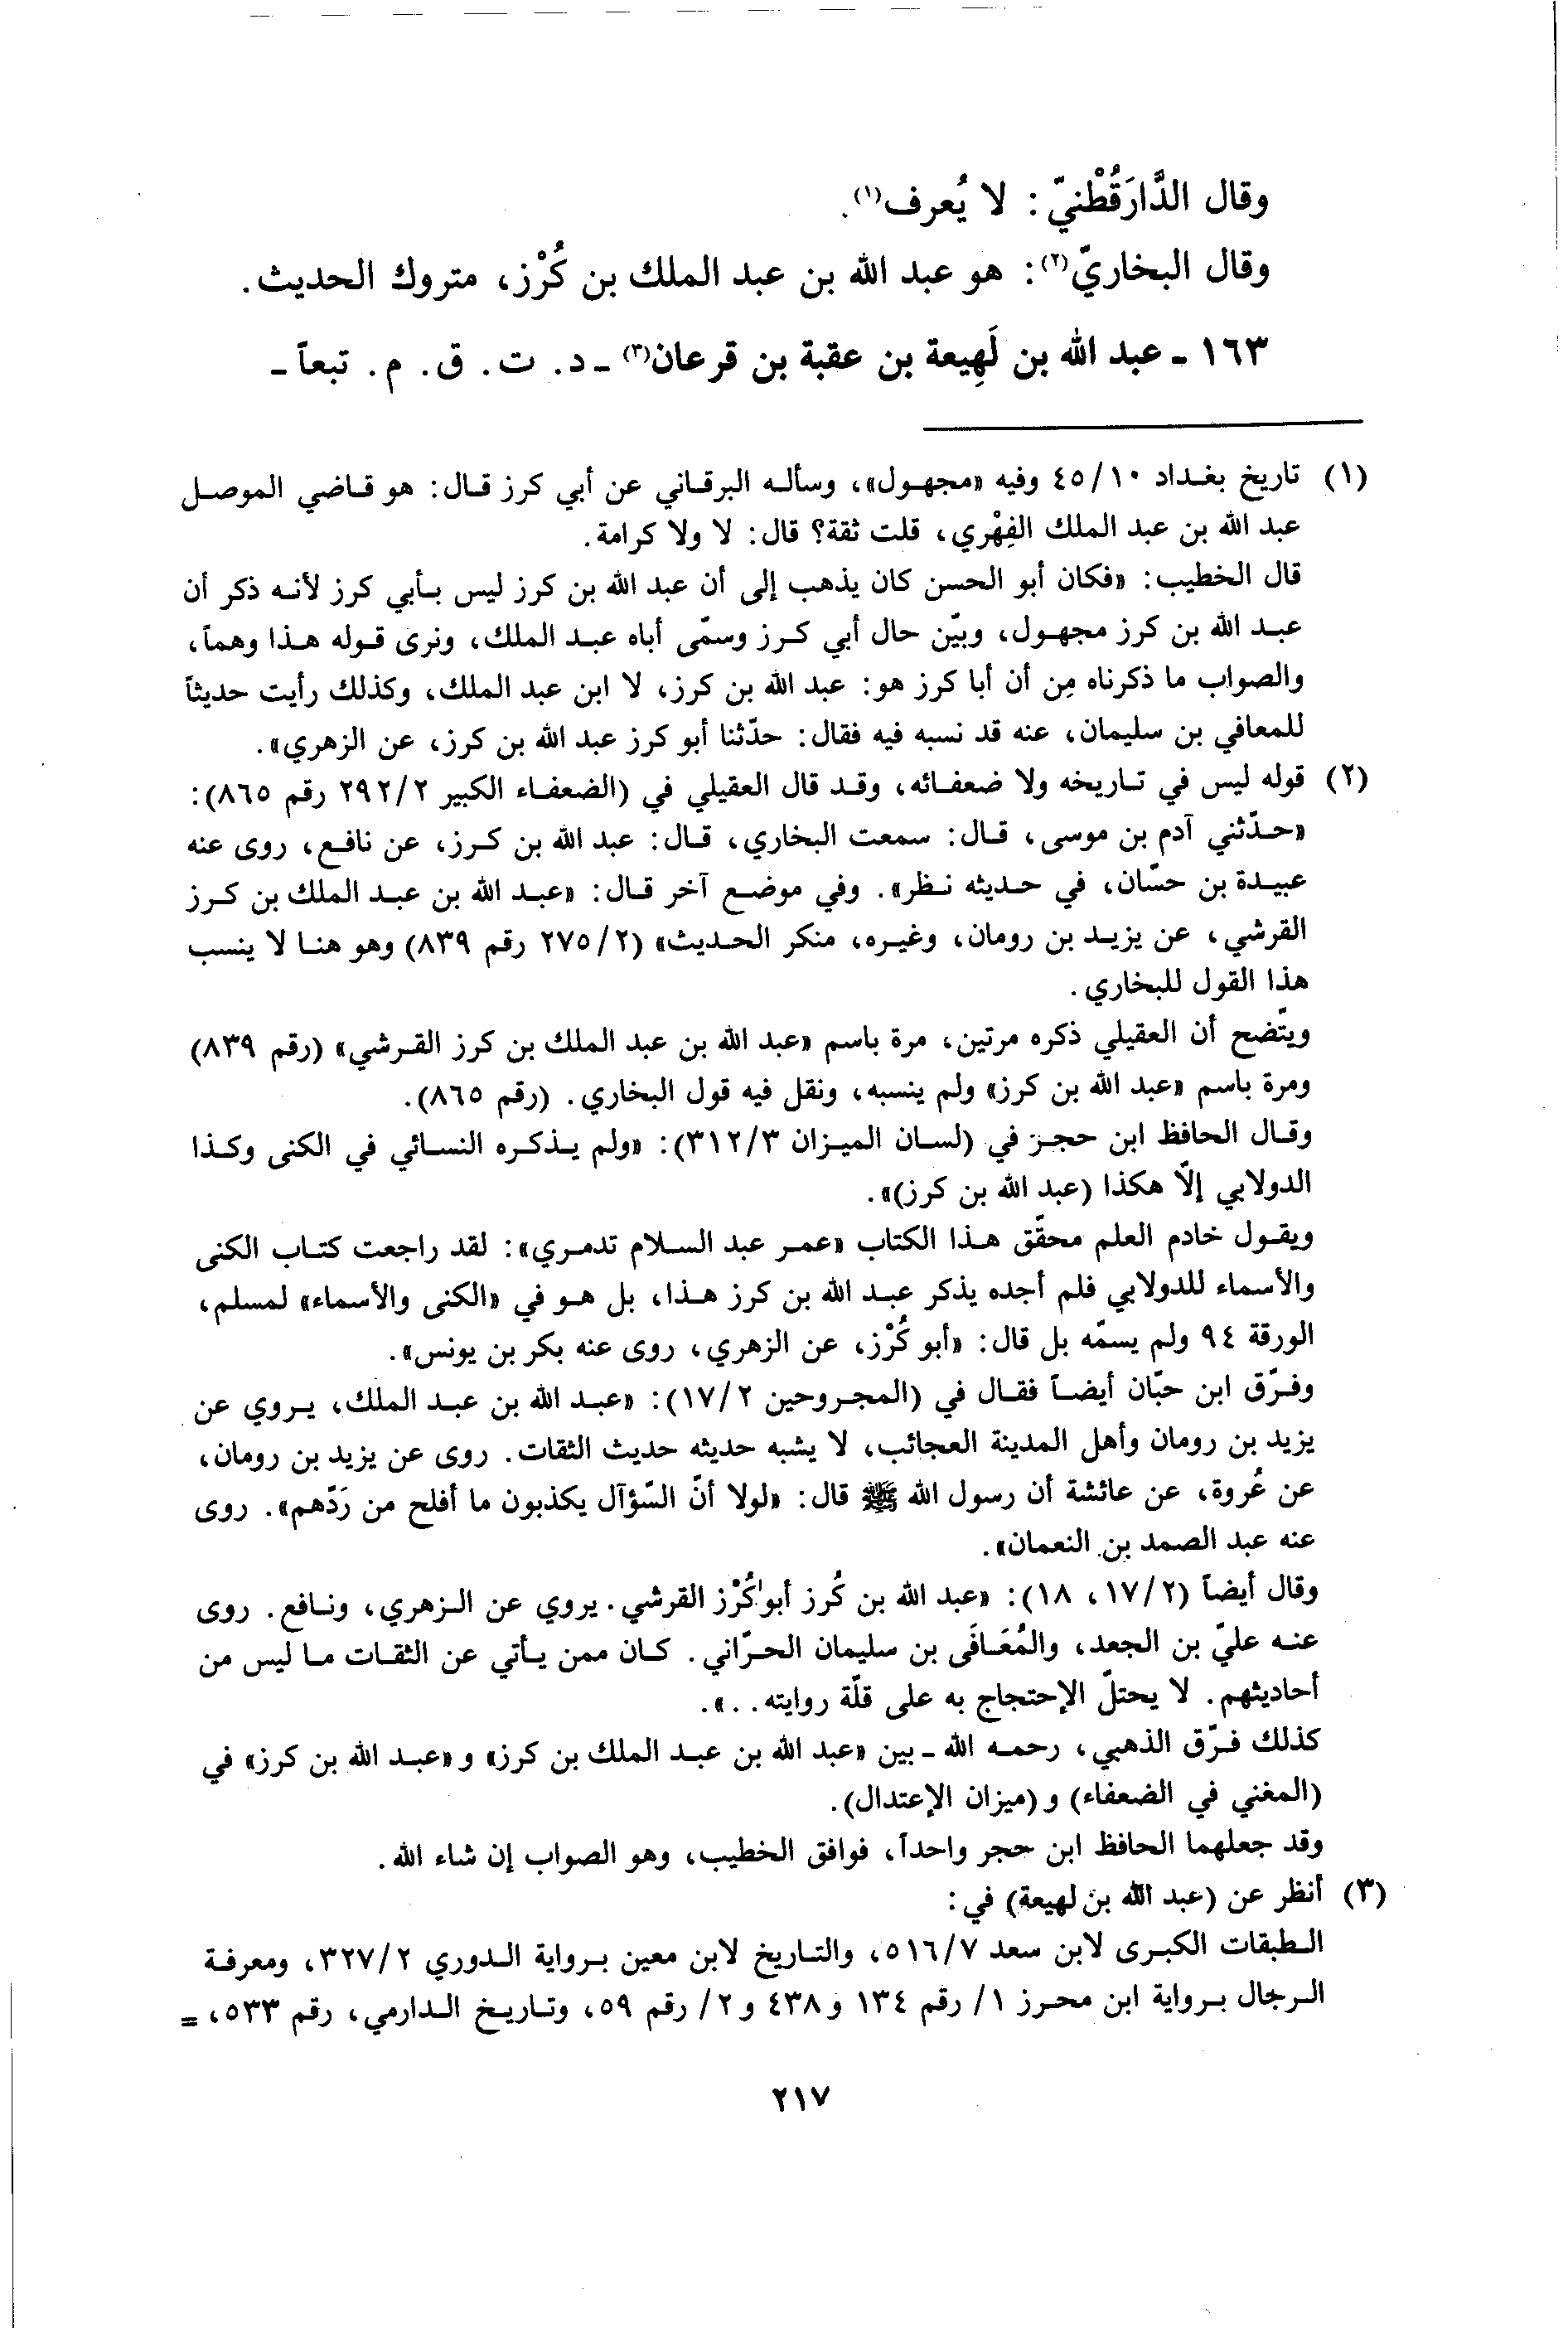 وقال الدَّارَقُطْنيّ : لا يُعرف(١).
وقال البخاريّ(٢): هو عبد الله بن عبد الملك بن كُرْز، متروك الحديث.
١٦٣ - عبد الله بن لَهِيعة بن عقبة بن قرعان(٣) - د. ت. ق. م. تبعاً -
(١) تاريخ بغداد ٤٥/١٠ وفيه «مجهول»، وسأله البرقاني عن أبي كرز قال: هو قاضي الموصل
عبد الله بن عبد الملك الفِهْري، قلت ثقة؟ قال: لا ولا كرامة.
قال الخطيب: «فكان أبو الحسن كان يذهب إلى أن عبد الله بن كرز ليس بأبي كرز لأنه ذكر أن
عبد الله بن كرز مجهول، وبيّن حال أبي كرز وسمّى أباه عبد الملك، ونرى قوله هذا وهماً،
والصواب ما ذكرناه مِن أن أبا كرز هو: عبد الله بن كرز، لا ابن عبد الملك، وكذلك رأيت حديثاً
للمعافي بن سليمان، عنه قد نسبه فيه فقال: حدّثنا أبو كرز عبد الله بن كرز، عن الزهري».
(٢) قوله ليس في تاريخه ولا ضعفائه، وقد قال العقيلي في (الضعفاء الكبير ٢٩٢/٢ رقم ٨٦٥):
«حدّثني آدم بن موسى، قال: سمعت البخاري، قال: عبد الله بن كرز، عن نافع، روى عنه
عبيدة بن حسّان، في حديثه نظر». وفي موضع آخر قال: «عبد الله بن عبد الملك بن كرز
القرشي، عن يزيد بن رومان، وغيره، منكر الحديث» (٢٧٥/٢ رقم ٨٣٩) وهو هنا لا ينسب
هذا القول للبخاري.
ويتّضح أن العقيلي ذكره مرتين، مرة باسم «عبد الله بن عبد الملك بن كرز القرشي» (رقم ٨٣٩)
ومرة باسم «عبد الله بن كرز» ولم ينسبه، ونقل فيه قول البخاري. (رقم ٨٦٥).
وقال الحافظ ابن حجر في (لسان الميزان ٣١٢/٣): «ولم يذكره النسائي في الكنى وكذا
الدولابي إلّا هكذا (عبد الله بن كرز)».
ويقول خادم العلم محقّق هذا الكتاب «عمر عبد السلام تدمري»: لقد راجعت كتاب الكنى
والأسماء للدولابي فلم أجده يذكر عبد الله بن كرز هذا، بل هو في «الكنى والأسماء» لمسلم،
الورقة ٩٤ ولم يسمّه بل قال: «أبو كُرْز، عن الزهري، روى عنه بكر بن يونس».
وفرّق ابن حبّان أيضاً فقال في (المجروحين ١٧/٢): «عبد الله بن عبد الملك، يروي عن
يزيد بن رومان وأهل المدينة العجائب، لا يشبه حديثه حديث الثقات. روى عن يزيد بن رومان،
عن عُروة، عن عائشة أن رسول الله ﷺ قال: «لولا أنّ السّؤآل يكذبون ما أفلح من رَدّهم». روى
عنه عبد الصمد بن النعمان».
وقال أيضاً (١٧/٢، ١٨): «عبد الله بن كُرز أبو كُرْز القرشي. يروي عن الزهري، ونافع. روى
عنه عليّ بن الجعد، والمُعَافَى بن سليمان الحرّاني. كان ممن يأتي عن الثقات ما ليس من
أحاديثهم. لا يحتلّ الإحتجاج به على قلّة روايته..».
كذلك فرّق الذهبي، رحمه الله - بين «عبد الله بن عبد الملك بن كرز» و«عبد الله بن كرز» في
(المغني في الضعفاء) و(ميزان الإعتدال).
وقد جعلهما الحافظ ابن حجر واحداً، فوافق الخطيب، وهو الصواب إن شاء الله.
(٣) أنظر عن (عبد الله بن لهيعة) في:
الطبقات الكبرى لابن سعد ٥١٦/٧، والتاريخ لابن معين برواية الدوري ٣٢٧/٢، ومعرفة
الرجال برواية ابن محرز ١/ رقم ١٣٤ و٤٣٨ و٢/ رقم ٥٩، وتاريخ الدارمي، رقم ٥٣٣، =
٢١٧